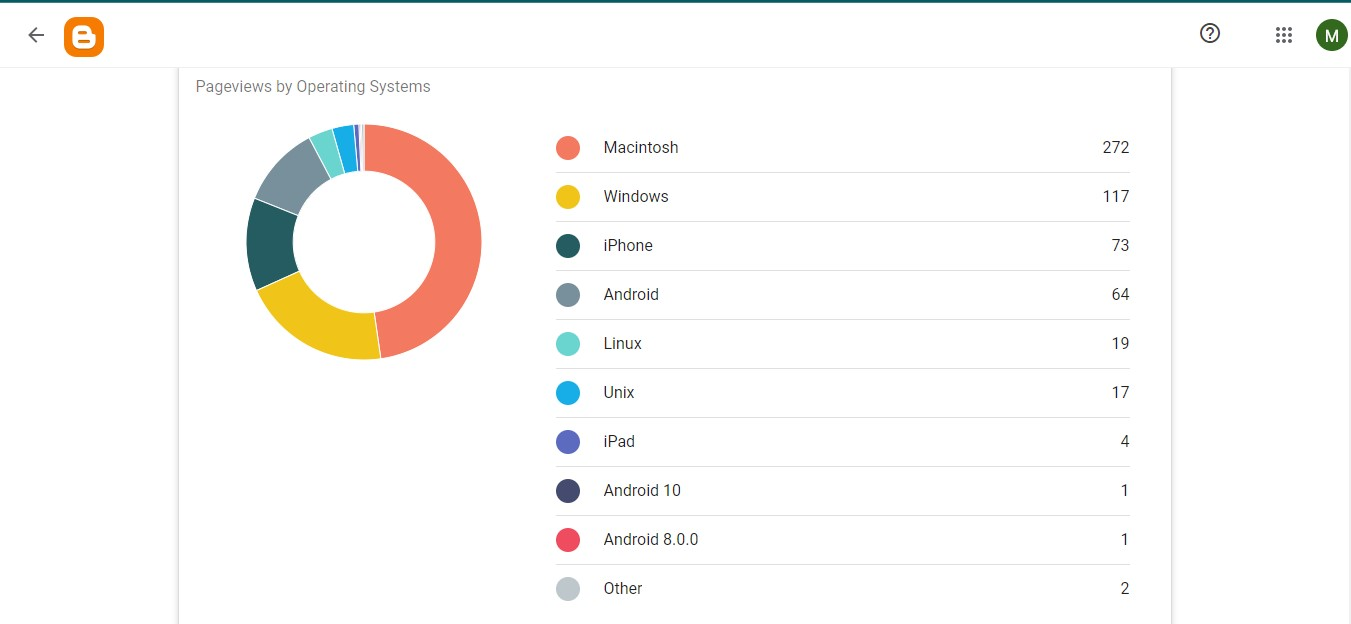 M
Pageviews by Operating Systems
Macintosh 272
Windows 117
iPhone 73
Android 64
Linux 19
Unix 17
iPad 4
Android 10 1
Android 8.0.0 1
Other 2